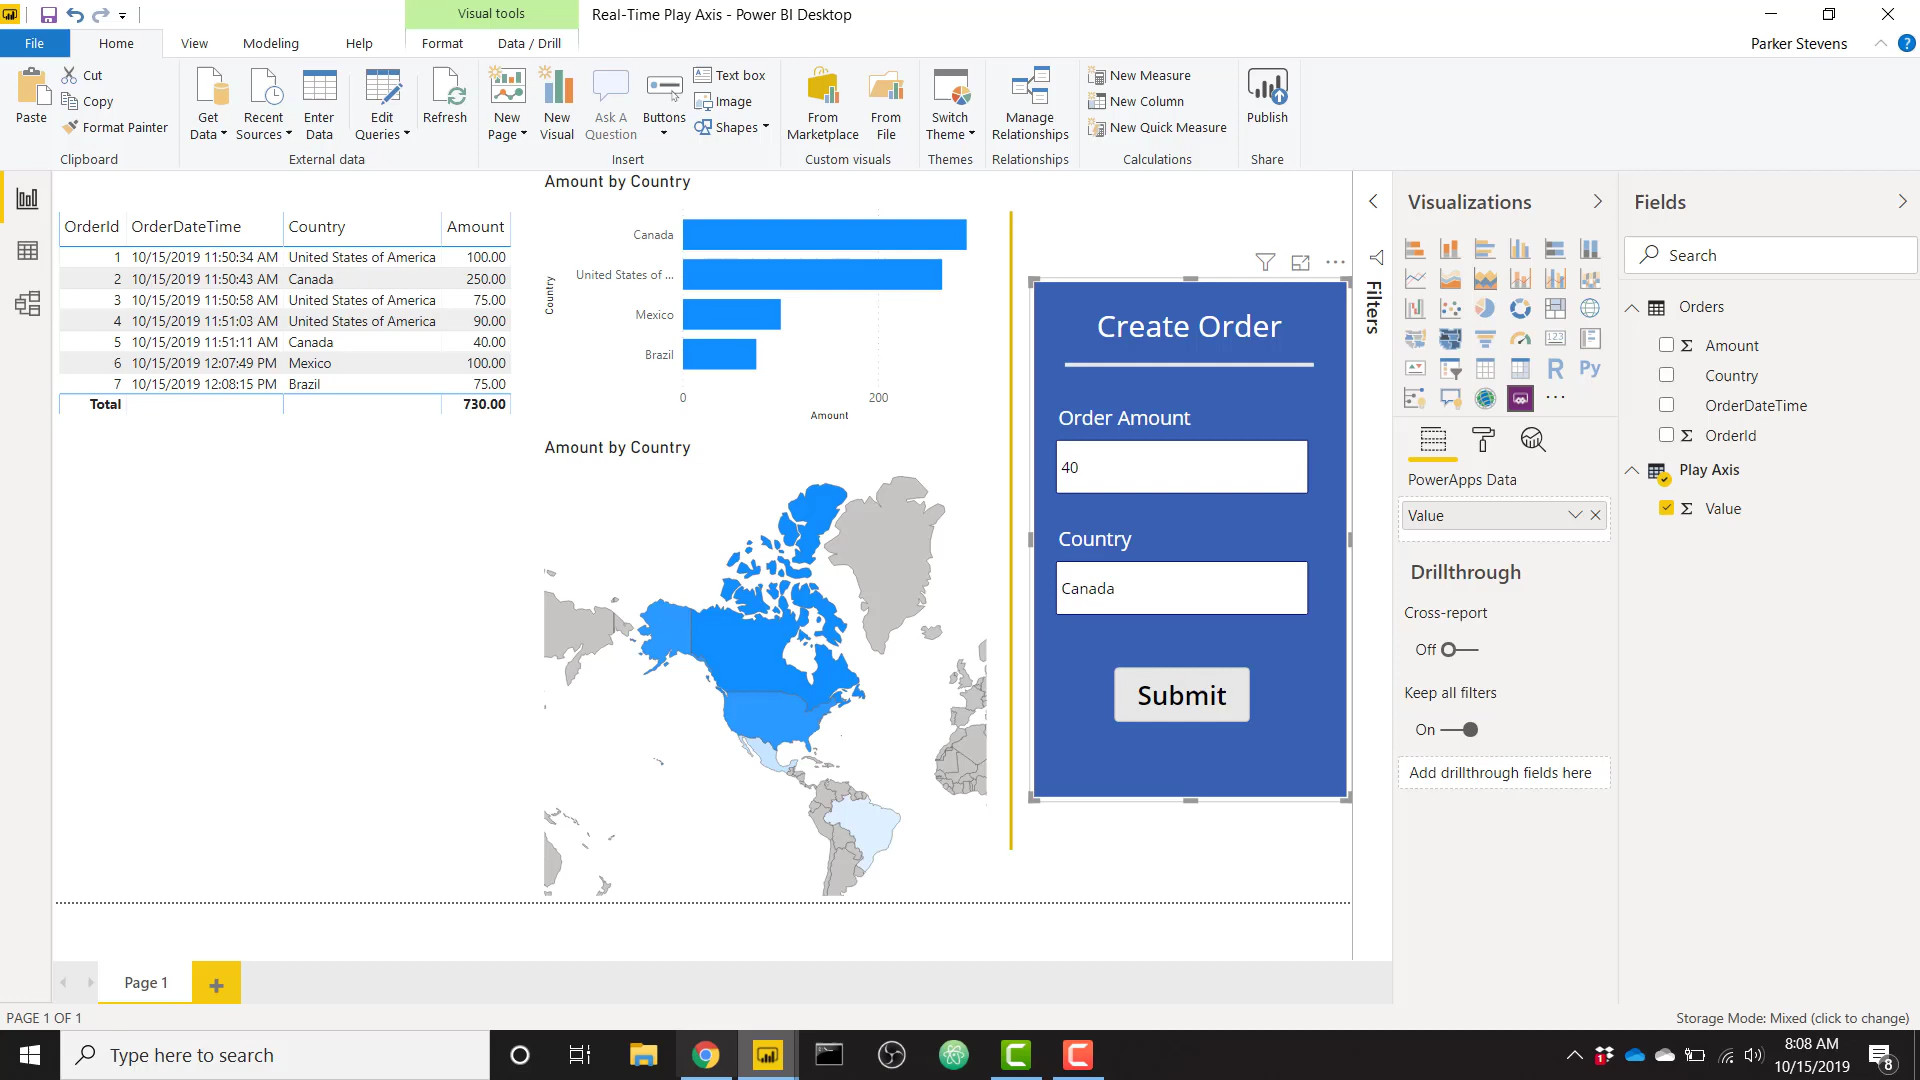 Visual tools
Real-Time Play Axis - Power BI Desktop
File
Home
View
Modeling
Help
Format
Data / Drill
Parker Stevens
?
Paste
Cut
Copy
Format Painter
Clipboard
Get Data
Recent Sources
Enter Data
Edit Queries
Refresh
External data
New Page
New Visual
Ask A Question
Buttons
Text box
Image
Shapes
Insert
From Marketplace
From File
Custom visuals
Switch Theme
Themes
Manage Relationships
Relationships
New Measure
New Column
New Quick Measure
Calculations
Publish
Share
OrderId OrderDateTime Country Amount
1 10/15/2019 11:50:34 AM United States of America 100.00
2 10/15/2019 11:50:43 AM Canada 250.00
3 10/15/2019 11:50:58 AM United States of America 75.00
4 10/15/2019 11:51:03 AM United States of America 90.00
5 10/15/2019 11:51:11 AM Canada 40.00
6 10/15/2019 12:07:49 PM Mexico 100.00
7 10/15/2019 12:08:15 PM Brazil 75.00
Total 730.00
Amount by Country
Country
Canada
United States of ...
Mexico
Brazil
0 200
Amount
Amount by Country
Create Order
Order Amount
40
Country
Canada
Submit
Filters
Visualizations
123
R
Py
PowerApps Data
Value
Drillthrough
Cross-report
Off
Keep all filters
On
Add drillthrough fields here
Fields
Search
Orders
Σ Amount
Country
OrderDateTime
Σ OrderId
Play Axis
Σ Value
Page 1
+
PAGE 1 OF 1
Storage Mode: Mixed (click to change)
Type here to search
1
8:08 AM
10/15/2019
8